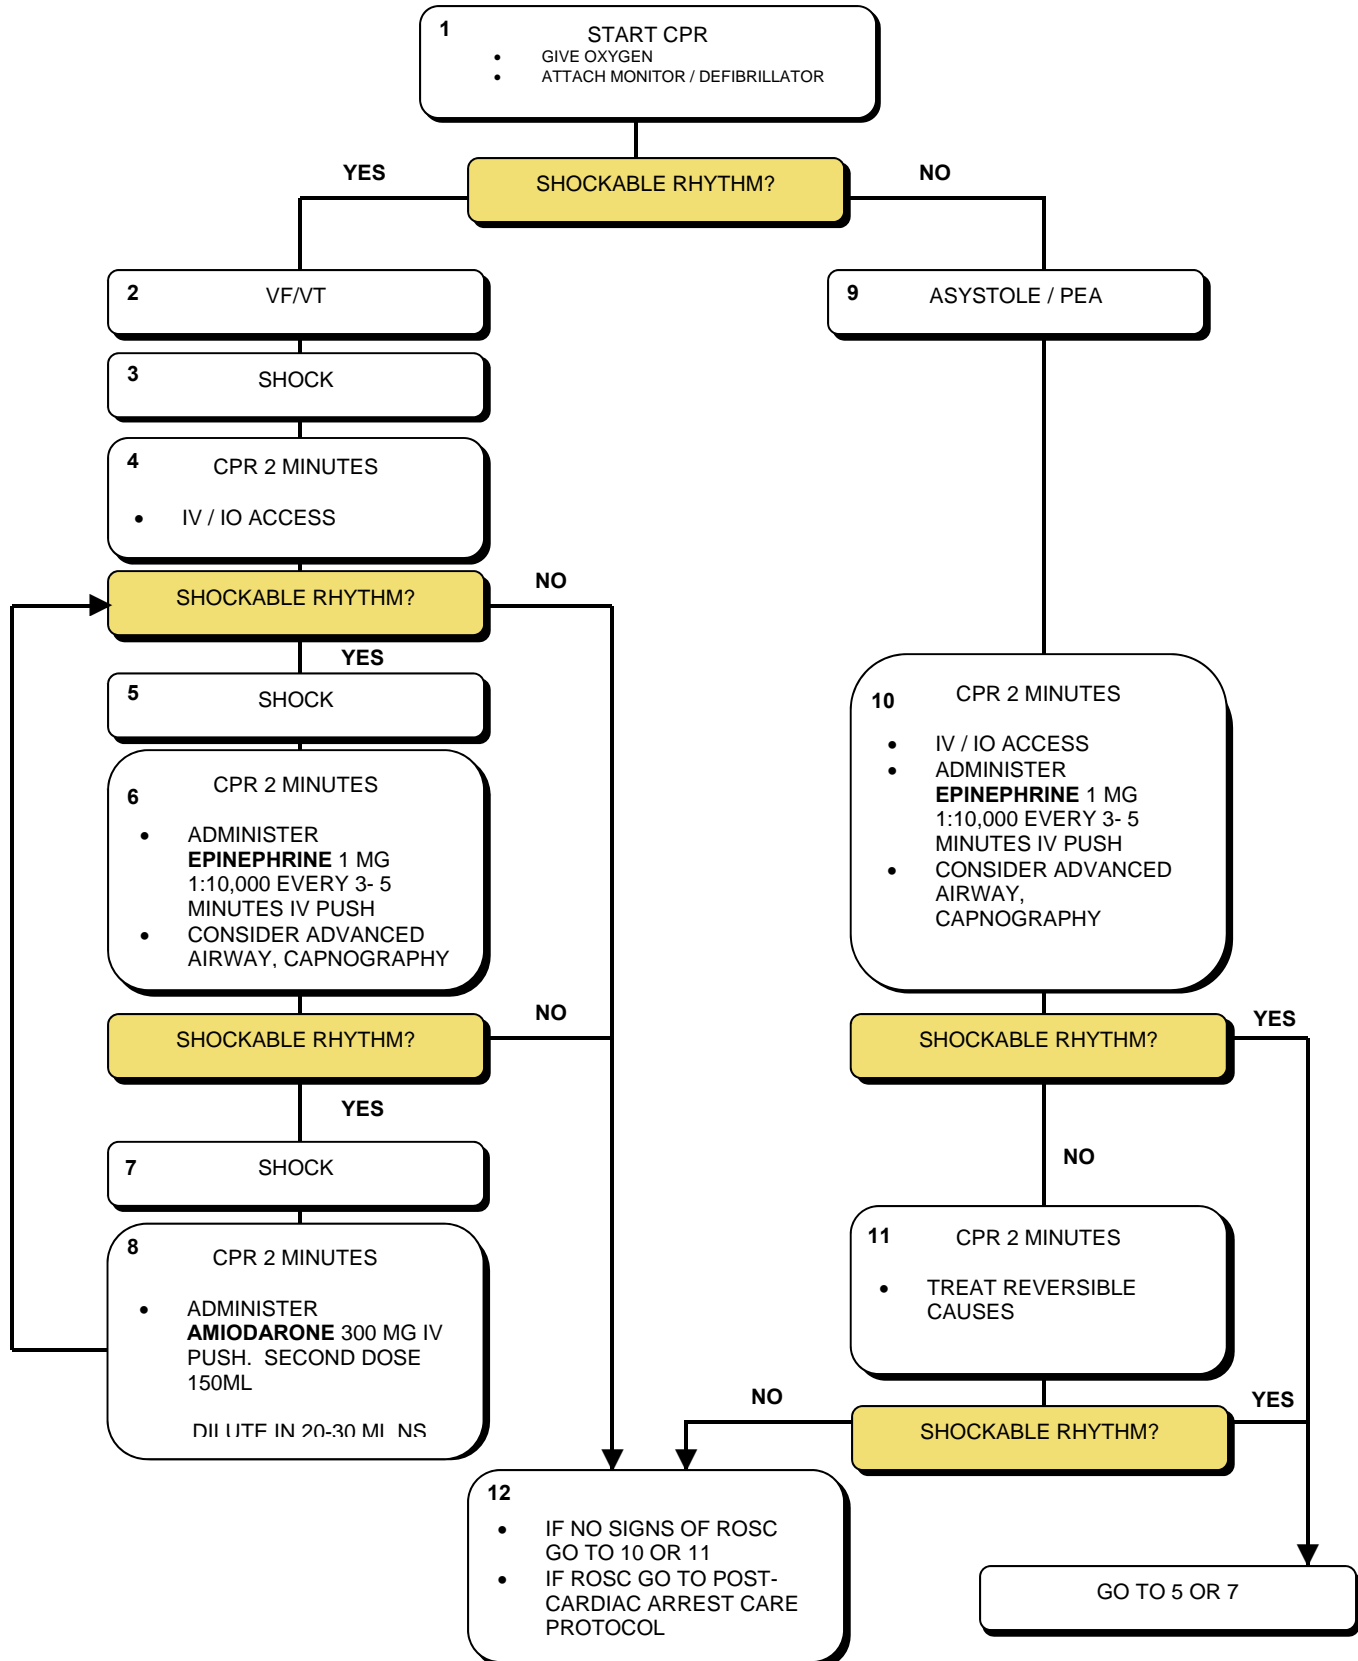 1
START CPR
• GIVE OXYGEN
• ATTACH MONITOR / DEFIBRILLATOR
SHOCKABLE RHYTHM?
YES
NO
2
VF/VT
3
SHOCK
4
CPR 2 MINUTES
• IV / IO ACCESS
SHOCKABLE RHYTHM?
NO
YES
5
SHOCK
6
CPR 2 MINUTES
• ADMINISTER
EPINEPHRINE 1 MG
1:10,000 EVERY 3- 5
MINUTES IV PUSH
• CONSIDER ADVANCED
AIRWAY, CAPNOGRAPHY
SHOCKABLE RHYTHM?
NO
YES
7
SHOCK
8
CPR 2 MINUTES
• ADMINISTER
AMIODARONE 300 MG IV
PUSH. SECOND DOSE
150ML
DILUTE IN 20-30 ML NS
9
ASYSTOLE / PEA
10
CPR 2 MINUTES
• IV / IO ACCESS
• ADMINISTER
EPINEPHRINE 1 MG
1:10,000 EVERY 3- 5
MINUTES IV PUSH
• CONSIDER ADVANCED
AIRWAY,
CAPNOGRAPHY
SHOCKABLE RHYTHM?
YES
NO
11
CPR 2 MINUTES
• TREAT REVERSIBLE
CAUSES
SHOCKABLE RHYTHM?
NO
YES
12
• IF NO SIGNS OF ROSC
GO TO 10 OR 11
• IF ROSC GO TO POST-
CARDIAC ARREST CARE
PROTOCOL
GO TO 5 OR 7